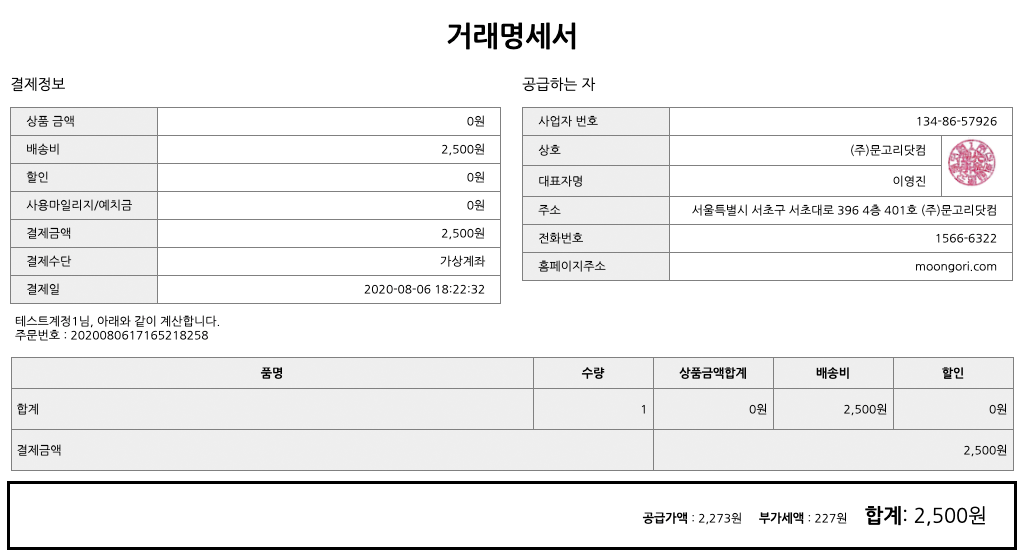 거래명세서
결제정보
상품 금액 0원
배송비 2,500원
할인 0원
사용마일리지/예치금 0원
결제금액 2,500원
결제수단 가상계좌
결제일 2020-08-06 18:22:32
공급하는 자
사업자 번호 134-86-57926
상호 (주)문고리닷컴
대표자명 이영진
주소 서울특별시 서초구 서초대로 396 4층 401호 (주)문고리닷컴
전화번호 1566-6322
홈페이지주소 moongori.com
테스트계정1님, 아래와 같이 계산합니다.
주문번호 : 2020080617165218258
품명 수량 상품금액합계 배송비 할인
합계 1 0원 2,500원 0원
결제금액 2,500원
공급가액 : 2,273원 부가세액 : 227원 합계: 2,500원